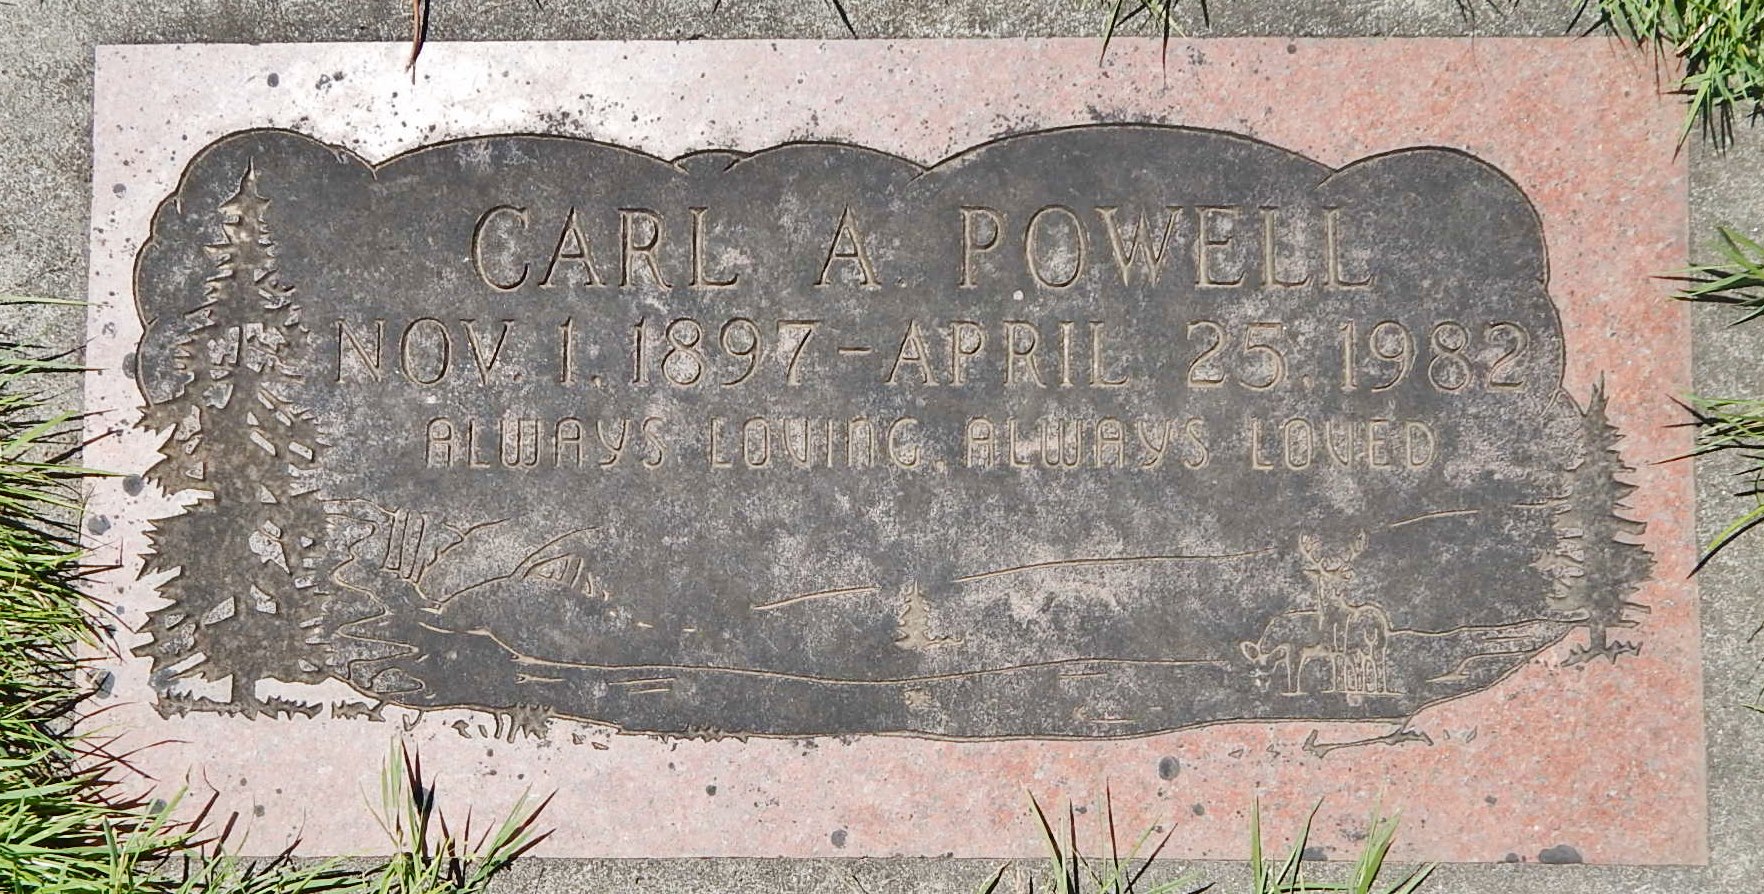 CARL A. POWELL
NOV. 1. 1897 - APRIL 25. 1982
ALWAYS LOVING, ALWAYS LOVED